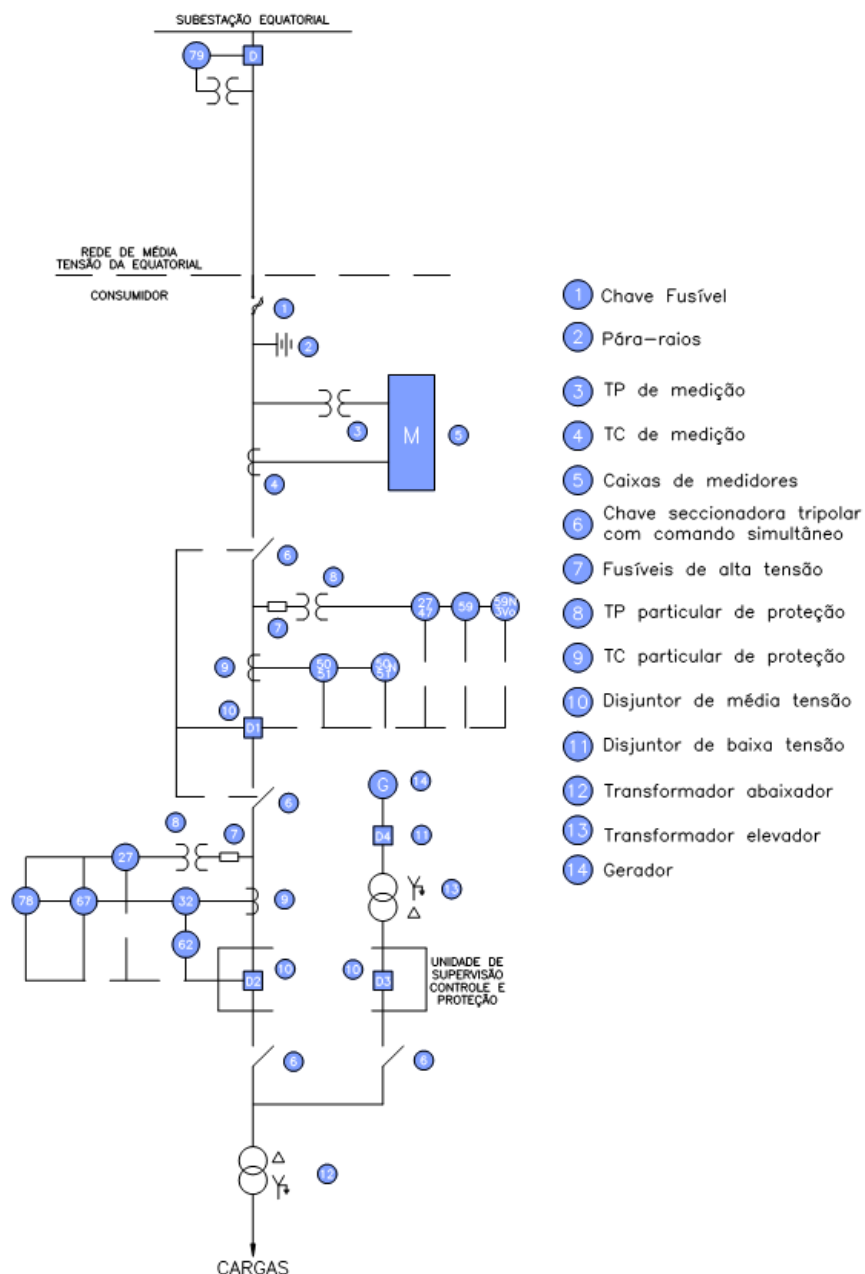 SUBESTAÇÃO EQUATORIAL
79
D
REDE DE MÉDIA
TENSÃO DA EQUATORIAL
CONSUMIDOR
1
2
3
M
5
4
6
8
7
27
47
59
59N
3Vo
9
50
51
50N
51
10
D1
6
8
7
27
78
67
32
9
62
10
D2
G
14
D4
11
13
10
D3
UNIDADE DE
SUPERVISÃO
CONTROLE E
PROTEÇÃO
6
6
12
CARGAS
1 Chave Fusível
2 Pára-raios
3 TP de medição
4 TC de medição
5 Caixas de medidores
6 Chave seccionadora tripolar
com comando simultâneo
7 Fusíveis de alta tensão
8 TP particular de proteção
9 TC particular de proteção
10 Disjuntor de média tensão
11 Disjuntor de baixa tensão
12 Transformador abaixador
13 Transformador elevador
14 Gerador